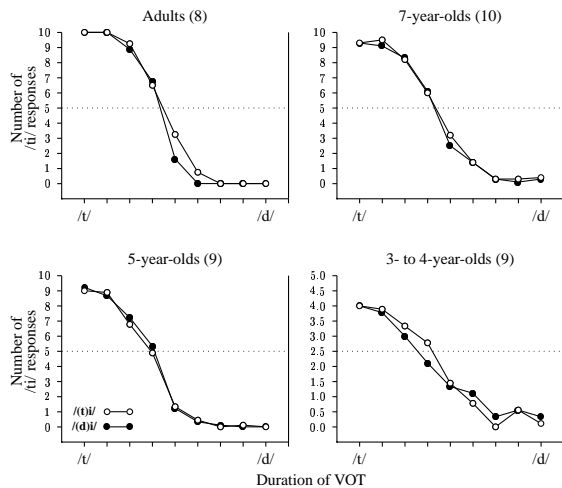 Adults (8)
7-year-olds (10)
Number of
/ti/ responses
10
9
8
7
6
5
4
3
2
1
0
10
9
8
7
6
5
4
3
2
1
0
/t/
/d/
/t/
/d/
5-year-olds (9)
3- to 4-year-olds (9)
Number of
/ti/ responses
10
9
8
7
6
5
4
3
2
1
0
5.0
4.5
4.0
3.5
3.0
2.5
2.0
1.5
1.0
0.5
0.0
/(t)i/
/(d)i/
/t/
/d/
/t/
/d/
Duration of VOT